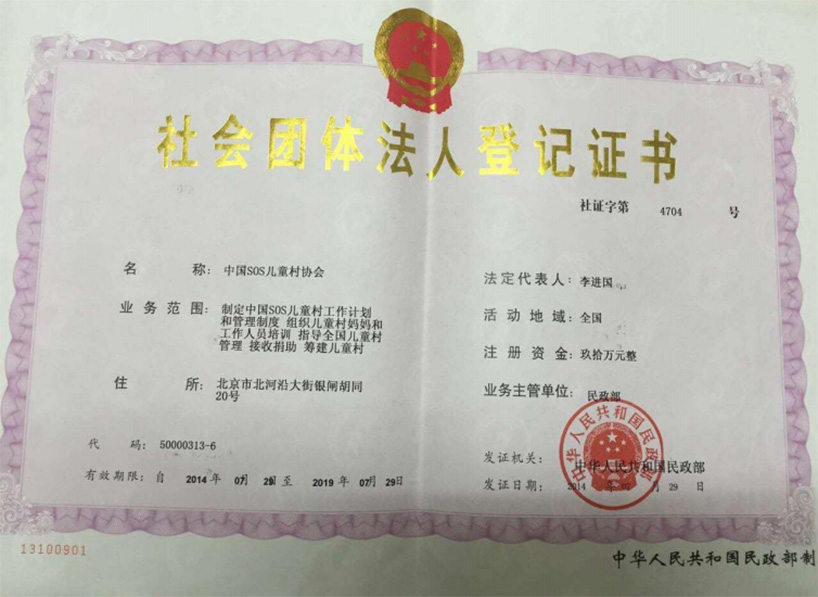 社会团体法人登记证书
社证字第 4704 号
名 称: 中国SOS儿童村协会
业务范围: 制定中国SOS儿童村工作计划
和管理制度 组织儿童村妈妈和
工作人员培训 指导全国儿童村
管理 接收捐助 筹建儿童村
住 所: 北京市北河沿大街银闸胡同
20号
代 码: 50000313-6
有效期限: 自 2014 年 07月 29日 至 2019 年 07月 29日
法定代表人: 李进国
活动地域: 全国
注册资金: 玖拾万元整
业务主管单位: 民政部
发证机关: 中华人民共和国民政部
发证日期: 2014 年 月 29 日
中华人民共和国民政部
13100901
中华人民共和国民政部制